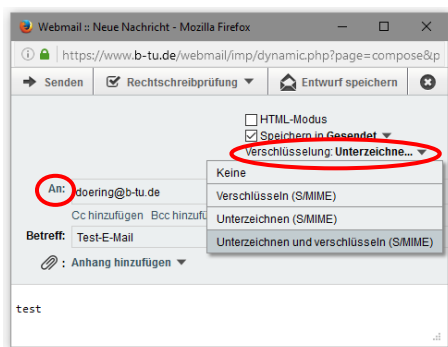 Webmail :: Neue Nachricht - Mozilla Firefox
https://www.b-tu.de/webmail/imp/dynamic.php?page=compose&p
Senden Rechtschreibprüfung Entwurf speichern
HTML-Modus
Speichern in Gesendet
Verschlüsselung: Unterzeichne...
Keine
An: doering@b-tu.de
Verschlüsseln (S/MIME)
Cc hinzufügen Bcc hinzufü
Unterzeichnen (S/MIME)
Betreff: Test-E-Mail
Unterzeichnen und verschlüsseln (S/MIME)
: Anhang hinzufügen
test